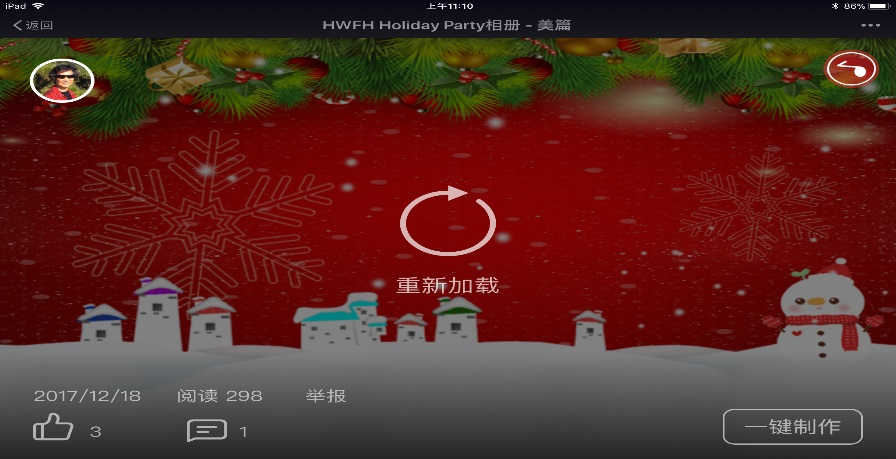 iPad 上午11:10 86%
返回 HWFH Holiday Party相册 - 美篇
重新加载
2017/12/18 阅读 298 举报
3 1 一键制作